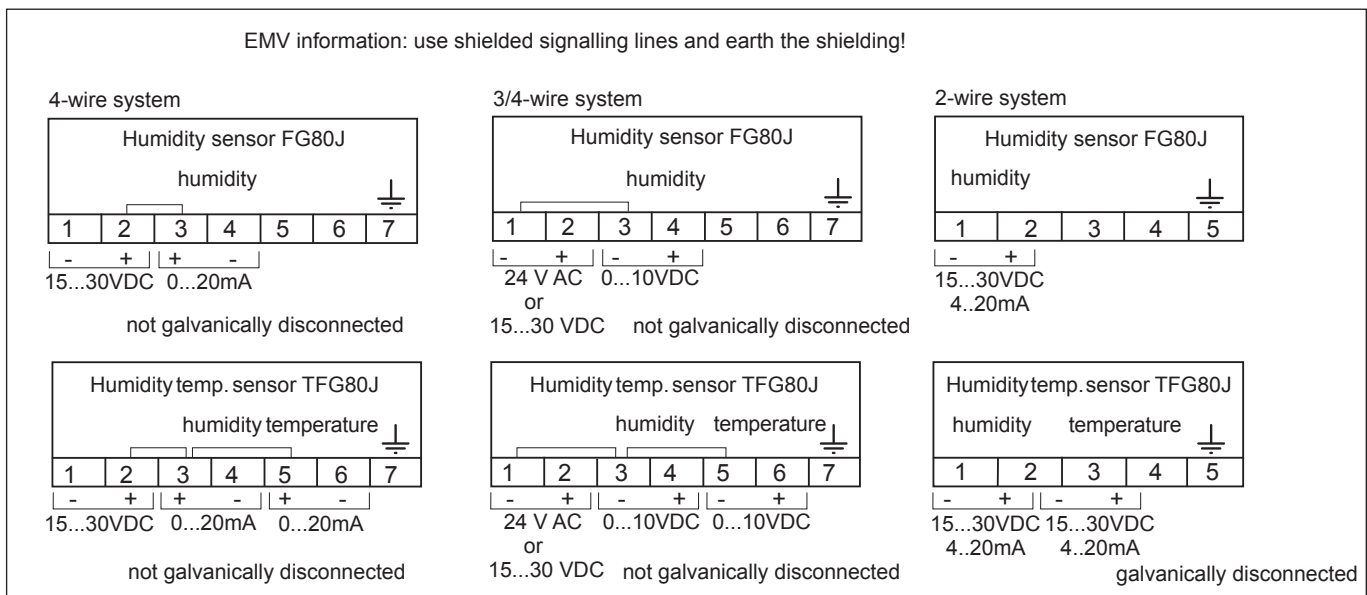 EMV information: use shielded signalling lines and earth the shielding!
4-wire system
Humidity sensor FG80J
humidity
1 2 3 4 5 6 7
- + + -
15...30VDC 0...20mA
not galvanically disconnected
3/4-wire system
Humidity sensor FG80J
humidity
1 2 3 4 5 6 7
- + - +
24 V AC 0...10VDC
or
15...30 VDC not galvanically disconnected
2-wire system
Humidity sensor FG80J
humidity
1 2 3 4 5
- +
15...30VDC
4..20mA
Humidity temp. sensor TFG80J
humidity temperature
1 2 3 4 5 6 7
- + + - + -
15...30VDC 0...20mA 0...20mA
not galvanically disconnected
Humidity temp. sensor TFG80J
humidity temperature
1 2 3 4 5 6 7
- + - + - +
24 V AC 0...10VDC 0...10VDC
or
15...30 VDC not galvanically disconnected
Humidity temp. sensor TFG80J
humidity temperature
1 2 3 4 5
- + - +
15...30VDC 15...30VDC
4..20mA 4..20mA
galvanically disconnected